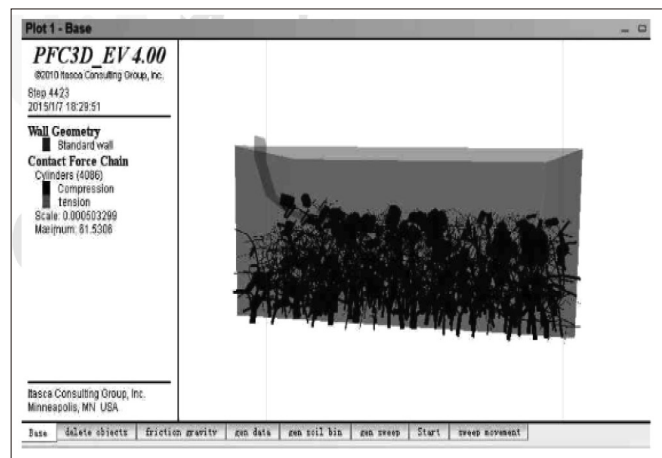 Plot 1 - Base
PFC3D_EV 4.00
©2010 Itasca Consulting Group, Inc.
Step 4423
2015/1/7 18:29:51
Wall Geometry
Standard wall
Contact Force Chain
Cylinders (4086)
Compression
tension
Scale: 0.000503299
Maximum: 61.5306
Itasca Consulting Group, Inc.
Minneapolis, MN USA
Base delate objects friction gravity gen data gen soil bin gen sweep Start sweep movement